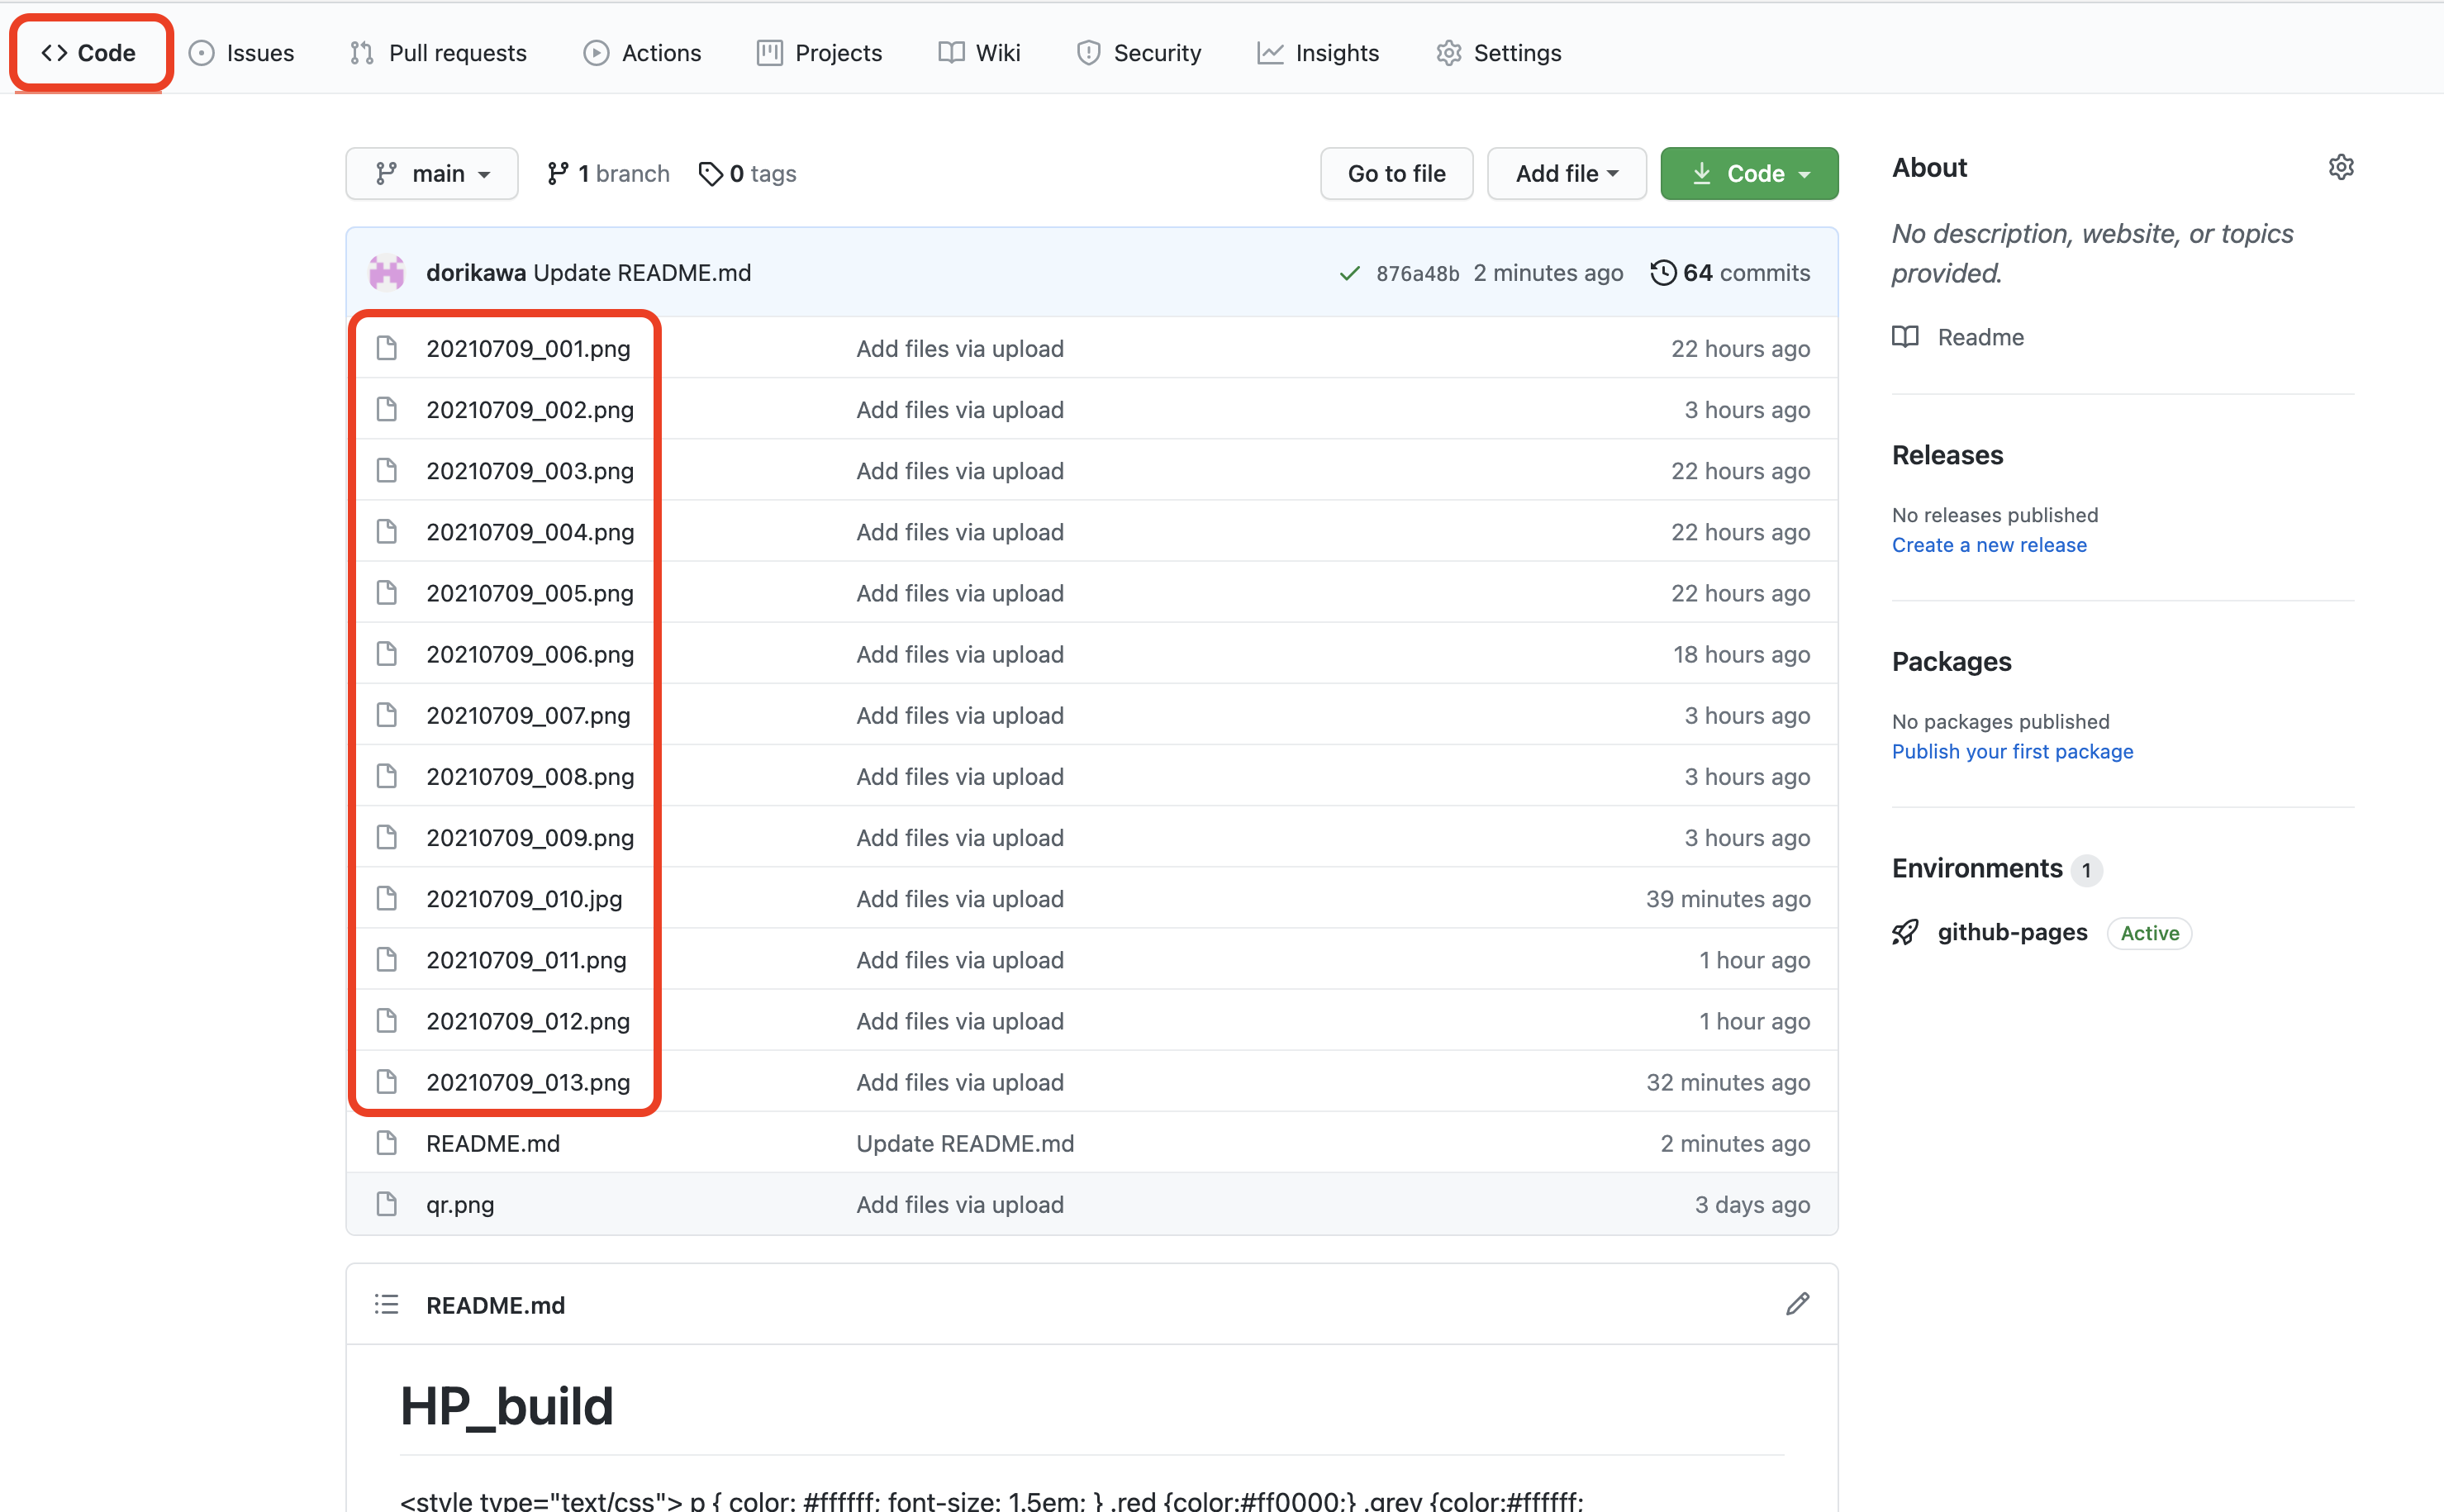 Code Issues Pull requests Actions Projects Wiki Security Insights Settings
main 1 branch 0 tags Go to file Add file Code
dorikawa Update README.md 876a48b 2 minutes ago 64 commits
20210709_001.png Add files via upload 22 hours ago
20210709_002.png Add files via upload 3 hours ago
20210709_003.png Add files via upload 22 hours ago
20210709_004.png Add files via upload 22 hours ago
20210709_005.png Add files via upload 22 hours ago
20210709_006.png Add files via upload 18 hours ago
20210709_007.png Add files via upload 3 hours ago
20210709_008.png Add files via upload 3 hours ago
20210709_009.png Add files via upload 3 hours ago
20210709_010.jpg Add files via upload 39 minutes ago
20210709_011.png Add files via upload 1 hour ago
20210709_012.png Add files via upload 1 hour ago
20210709_013.png Add files via upload 32 minutes ago
README.md Update README.md 2 minutes ago
qr.png Add files via upload 3 days ago
README.md
HP_build
<style type="text/css"> p { color: #ffffff; font-size: 1.5em; } .red {color:#ff0000;} .grey {color:#ffffff;
About
No description, website, or topics
provided.
Readme
Releases
No releases published
Create a new release
Packages
No packages published
Publish your first package
Environments 1
github-pages Active